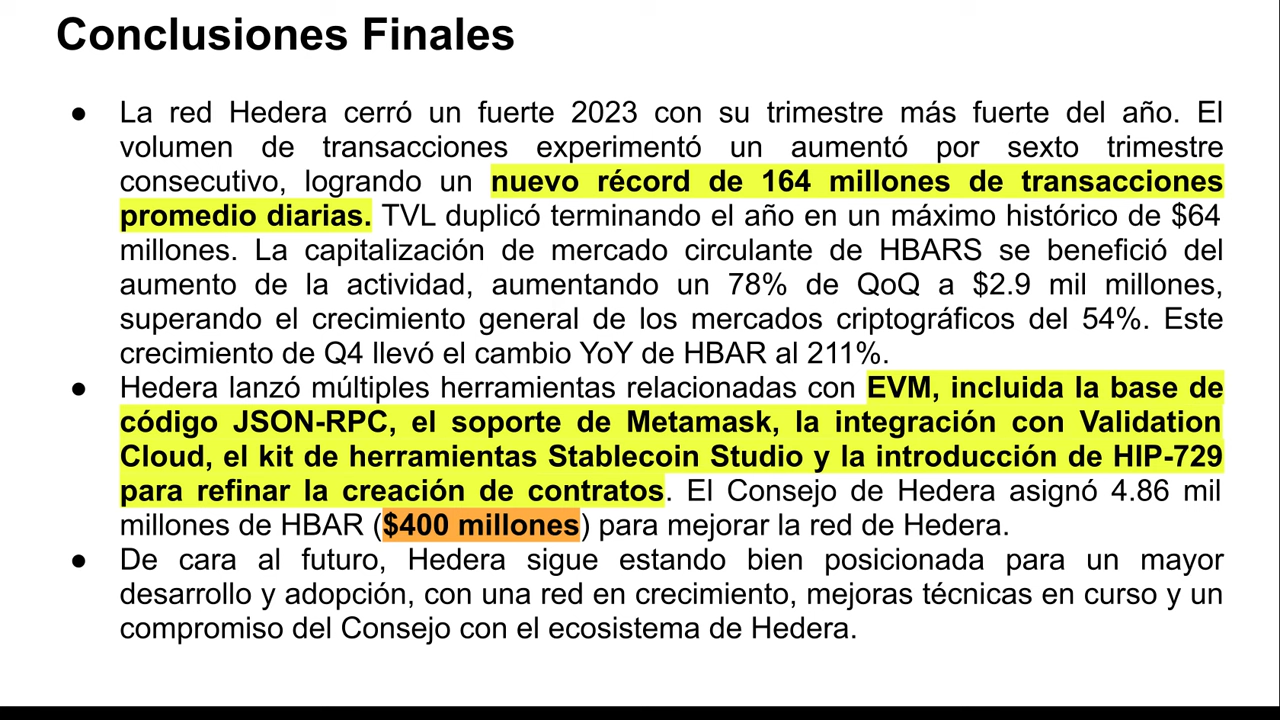 Conclusiones Finales
● La red Hedera cerró un fuerte 2023 con su trimestre más fuerte del año. El
volumen de transacciones experimentó un aumentó por sexto trimestre
consecutivo, logrando un nuevo récord de 164 millones de transacciones
promedio diarias. TVL duplicó terminando el año en un máximo histórico de $64
millones. La capitalización de mercado circulante de HBARS se benefició del
aumento de la actividad, aumentando un 78% de QoQ a $2.9 mil millones,
superando el crecimiento general de los mercados criptográficos del 54%. Este
crecimiento de Q4 llevó el cambio YoY de HBAR al 211%.
● Hedera lanzó múltiples herramientas relacionadas con EVM, incluida la base de
código JSON-RPC, el soporte de Metamask, la integración con Validation
Cloud, el kit de herramientas Stablecoin Studio y la introducción de HIP-729
para refinar la creación de contratos. El Consejo de Hedera asignó 4.86 mil
millones de HBAR ($400 millones) para mejorar la red de Hedera.
● De cara al futuro, Hedera sigue estando bien posicionada para un mayor
desarrollo y adopción, con una red en crecimiento, mejoras técnicas en curso y un
compromiso del Consejo con el ecosistema de Hedera.